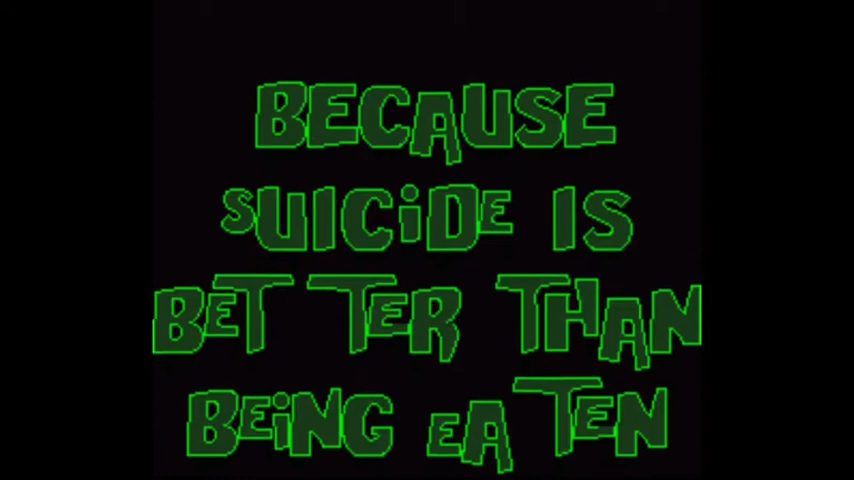 BECAUSE
SUICIDE IS
BETTER THAN
BEING EATEN